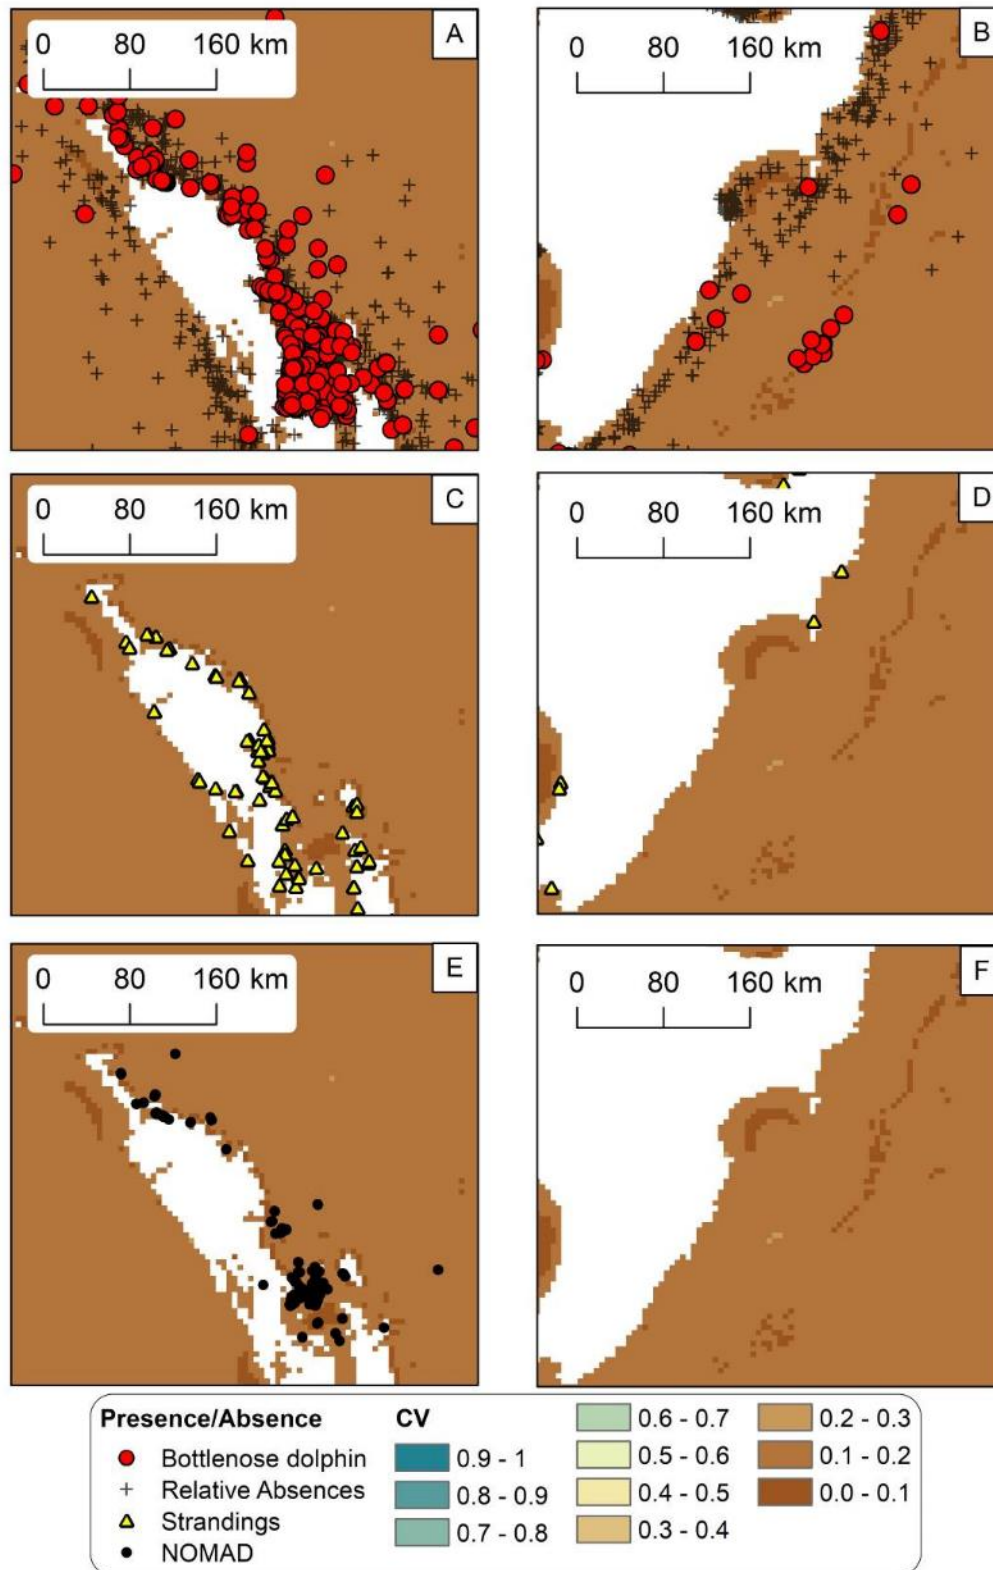 0 80 160 km A
0 80 160 km B
0 80 160 km C
0 80 160 km D
0 80 160 km E
0 80 160 km F
Presence/Absence CV
Bottlenose dolphin
Relative Absences
Strandings
NOMAD
0.9 - 1
0.8 - 0.9
0.7 - 0.8
0.6 - 0.7
0.5 - 0.6
0.4 - 0.5
0.3 - 0.4
0.2 - 0.3
0.1 - 0.2
0.0 - 0.1